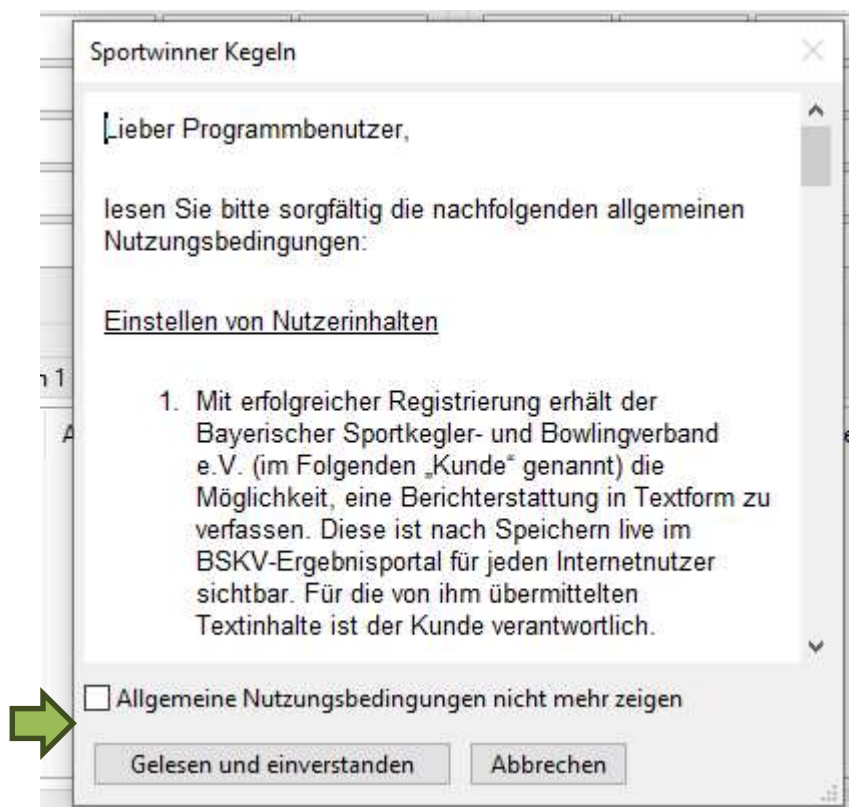 Sportwinner Kegeln
Lieber Programmbenutzer,
lesen Sie bitte sorgfältig die nachfolgenden allgemeinen
Nutzungsbedingungen:
Einstellen von Nutzerinhalten
1. Mit erfolgreicher Registrierung erhält der
Bayerischer Sportkegler- und Bowlingverband
e.V. (im Folgenden „Kunde“ genannt) die
Möglichkeit, eine Berichterstattung in Textform zu
verfassen. Diese ist nach Speichern live im
BSKV-Ergebnisportal für jeden Internetnutzer
sichtbar. Für die von ihm übermittelten
Textinhalte ist der Kunde verantwortlich.
Allgemeine Nutzungsbedingungen nicht mehr zeigen
Gelesen und einverstanden Abbrechen